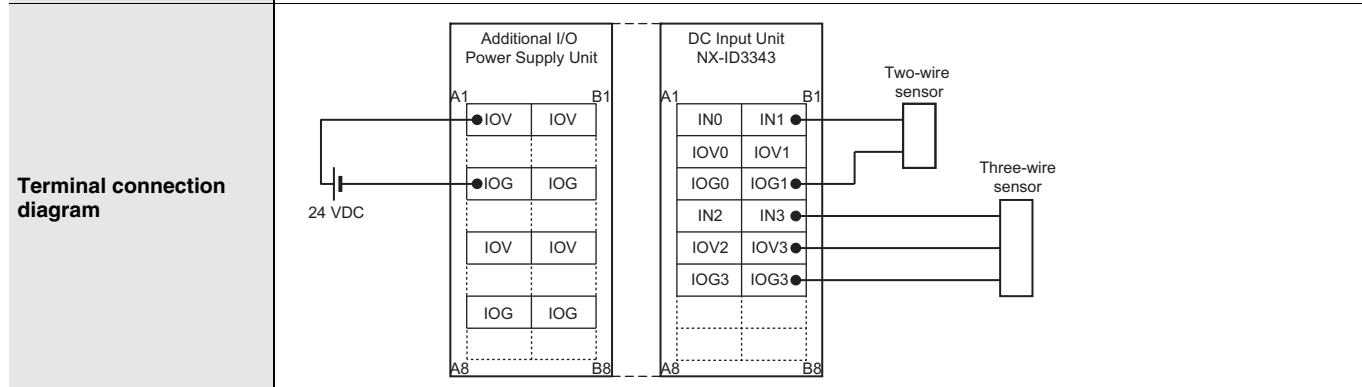 Terminal connection
diagram
Additional I/O
Power Supply Unit
A1 B1
IOV IOV
IOG IOG
IOV IOV
IOG IOG
A8 B8
24 VDC
DC Input Unit
NX-ID3343
A1 B1
IN0 IN1
IOV0 IOV1
IOG0 IOG1
IN2 IN3
IOV2 IOV3
IOG3 IOG3
A8 B8
Two-wire
sensor
Three-wire
sensor